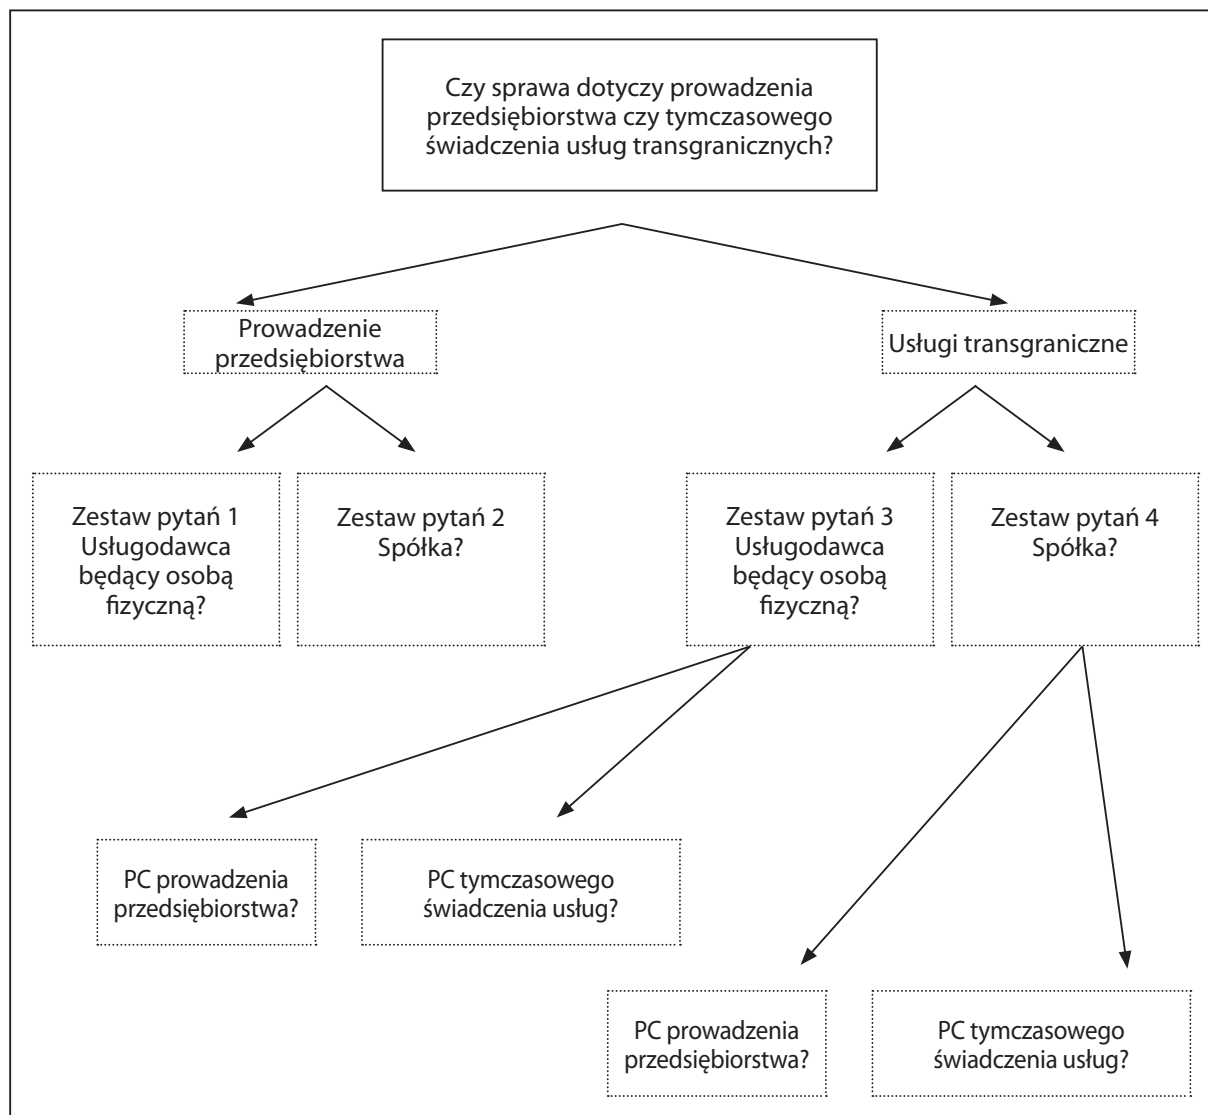 Czy sprawa dotyczy prowadzenia
przedsiębiorstwa czy tymczasowego
świadczenia usług transgranicznych?
Prowadzenie
przedsiębiorstwa
Usługi transgraniczne
Zestaw pytań 1
Usługodawca
będący osobą
fizyczną?
Zestaw pytań 2
Spółka?
Zestaw pytań 3
Usługodawca
będący osobą
fizyczną?
Zestaw pytań 4
Spółka?
PC prowadzenia
przedsiębiorstwa?
PC tymczasowego
świadczenia usług?
PC prowadzenia
przedsiębiorstwa?
PC tymczasowego
świadczenia usług?